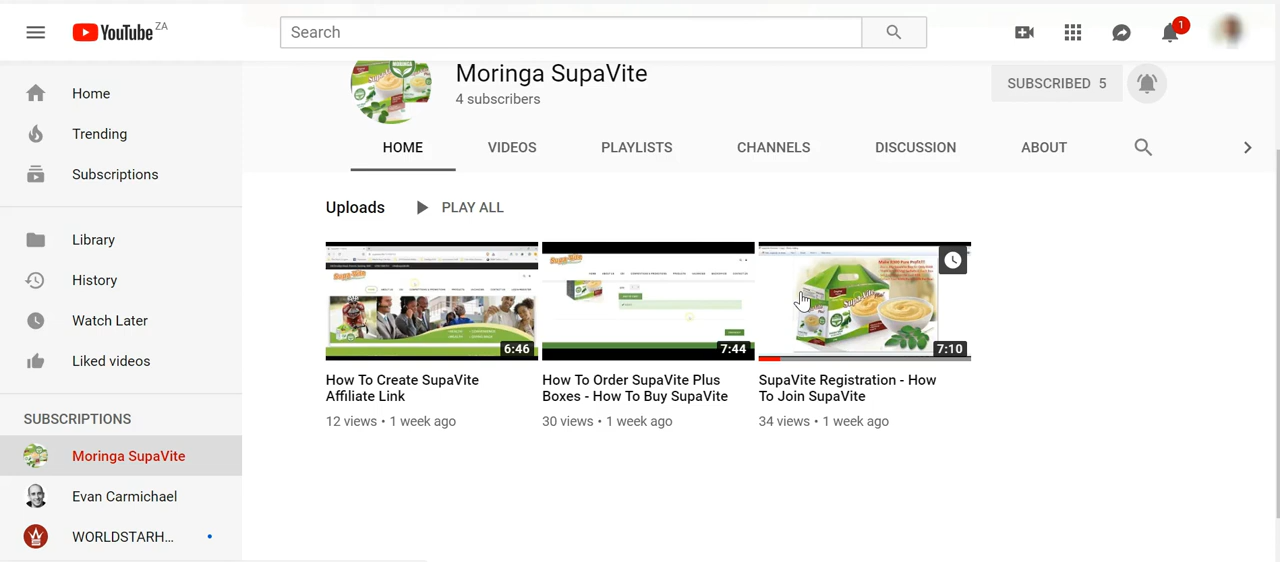 YouTube ZA
Search
1
Home
Trending
Subscriptions
Library
History
Watch Later
Liked videos
SUBSCRIPTIONS
Moringa SupaVite
Evan Carmichael
WORLDSTARH...
Moringa SupaVite
4 subscribers
SUBSCRIBED 5
HOME VIDEOS PLAYLISTS CHANNELS DISCUSSION ABOUT
Uploads PLAY ALL
6:46
How To Create SupaVite
Affiliate Link
12 views • 1 week ago
7:44
How To Order SupaVite Plus
Boxes - How To Buy SupaVite
30 views • 1 week ago
7:10
SupaVite Registration - How
To Join SupaVite
34 views • 1 week ago